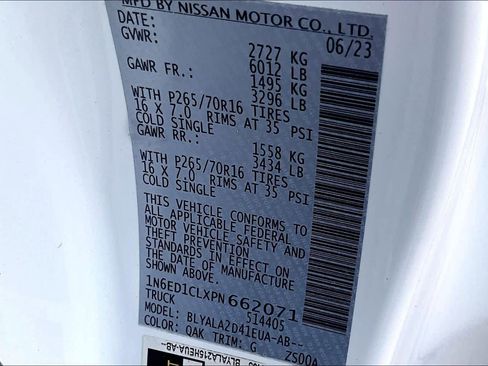 MFD BY NISSAN MOTOR CO., LTD.
DATE: 06/23
GVWR: 2727 KG
6012 LB
GAWR FR.: 1495 KG
3296 LB
WITH P265/70R16 TIRES
16 X 7.0 RIMS AT 35 PSI
COLD SINGLE
GAWR RR.: 1558 KG
3434 LB
WITH P265/70R16 TIRES
16 X 7.0 RIMS AT 35 PSI
COLD SINGLE
THIS VEHICLE CONFORMS TO
ALL APPLICABLE FEDERAL
MOTOR VEHICLE SAFETY AND
THEFT PREVENTION
STANDARDS IN EFFECT ON
THE DATE OF MANUFACTURE
SHOWN ABOVE.
1N6ED1CLXPN662071
TRUCK 514405
MODEL: BLYALA2D41EUA-AB--
COLOR: QAK TRIM: G ZS00A